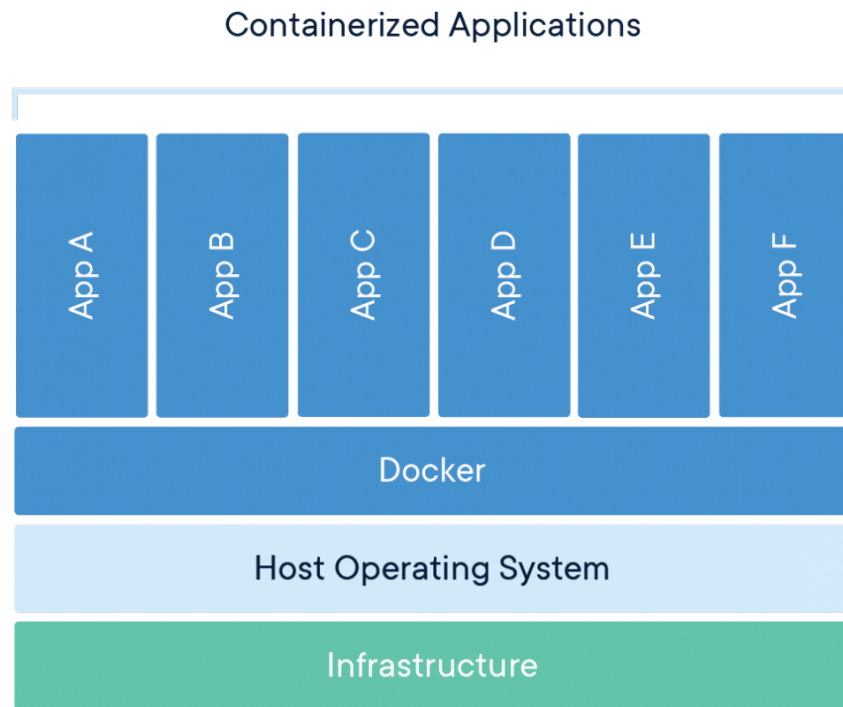 Containerized Applications
App A
App B
App C
App D
App E
App F
Docker
Host Operating System
Infrastructure